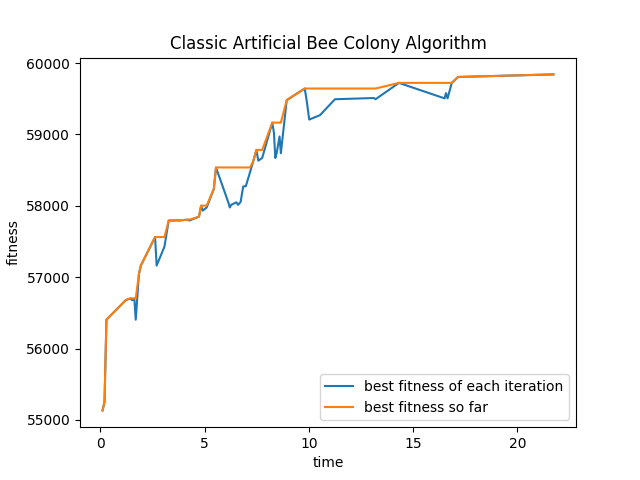 Classic Artificial Bee Colony Algorithm
60000
59000
58000
57000
56000
55000
fitness
best fitness of each iteration
best fitness so far
0 5 10 15 20
time